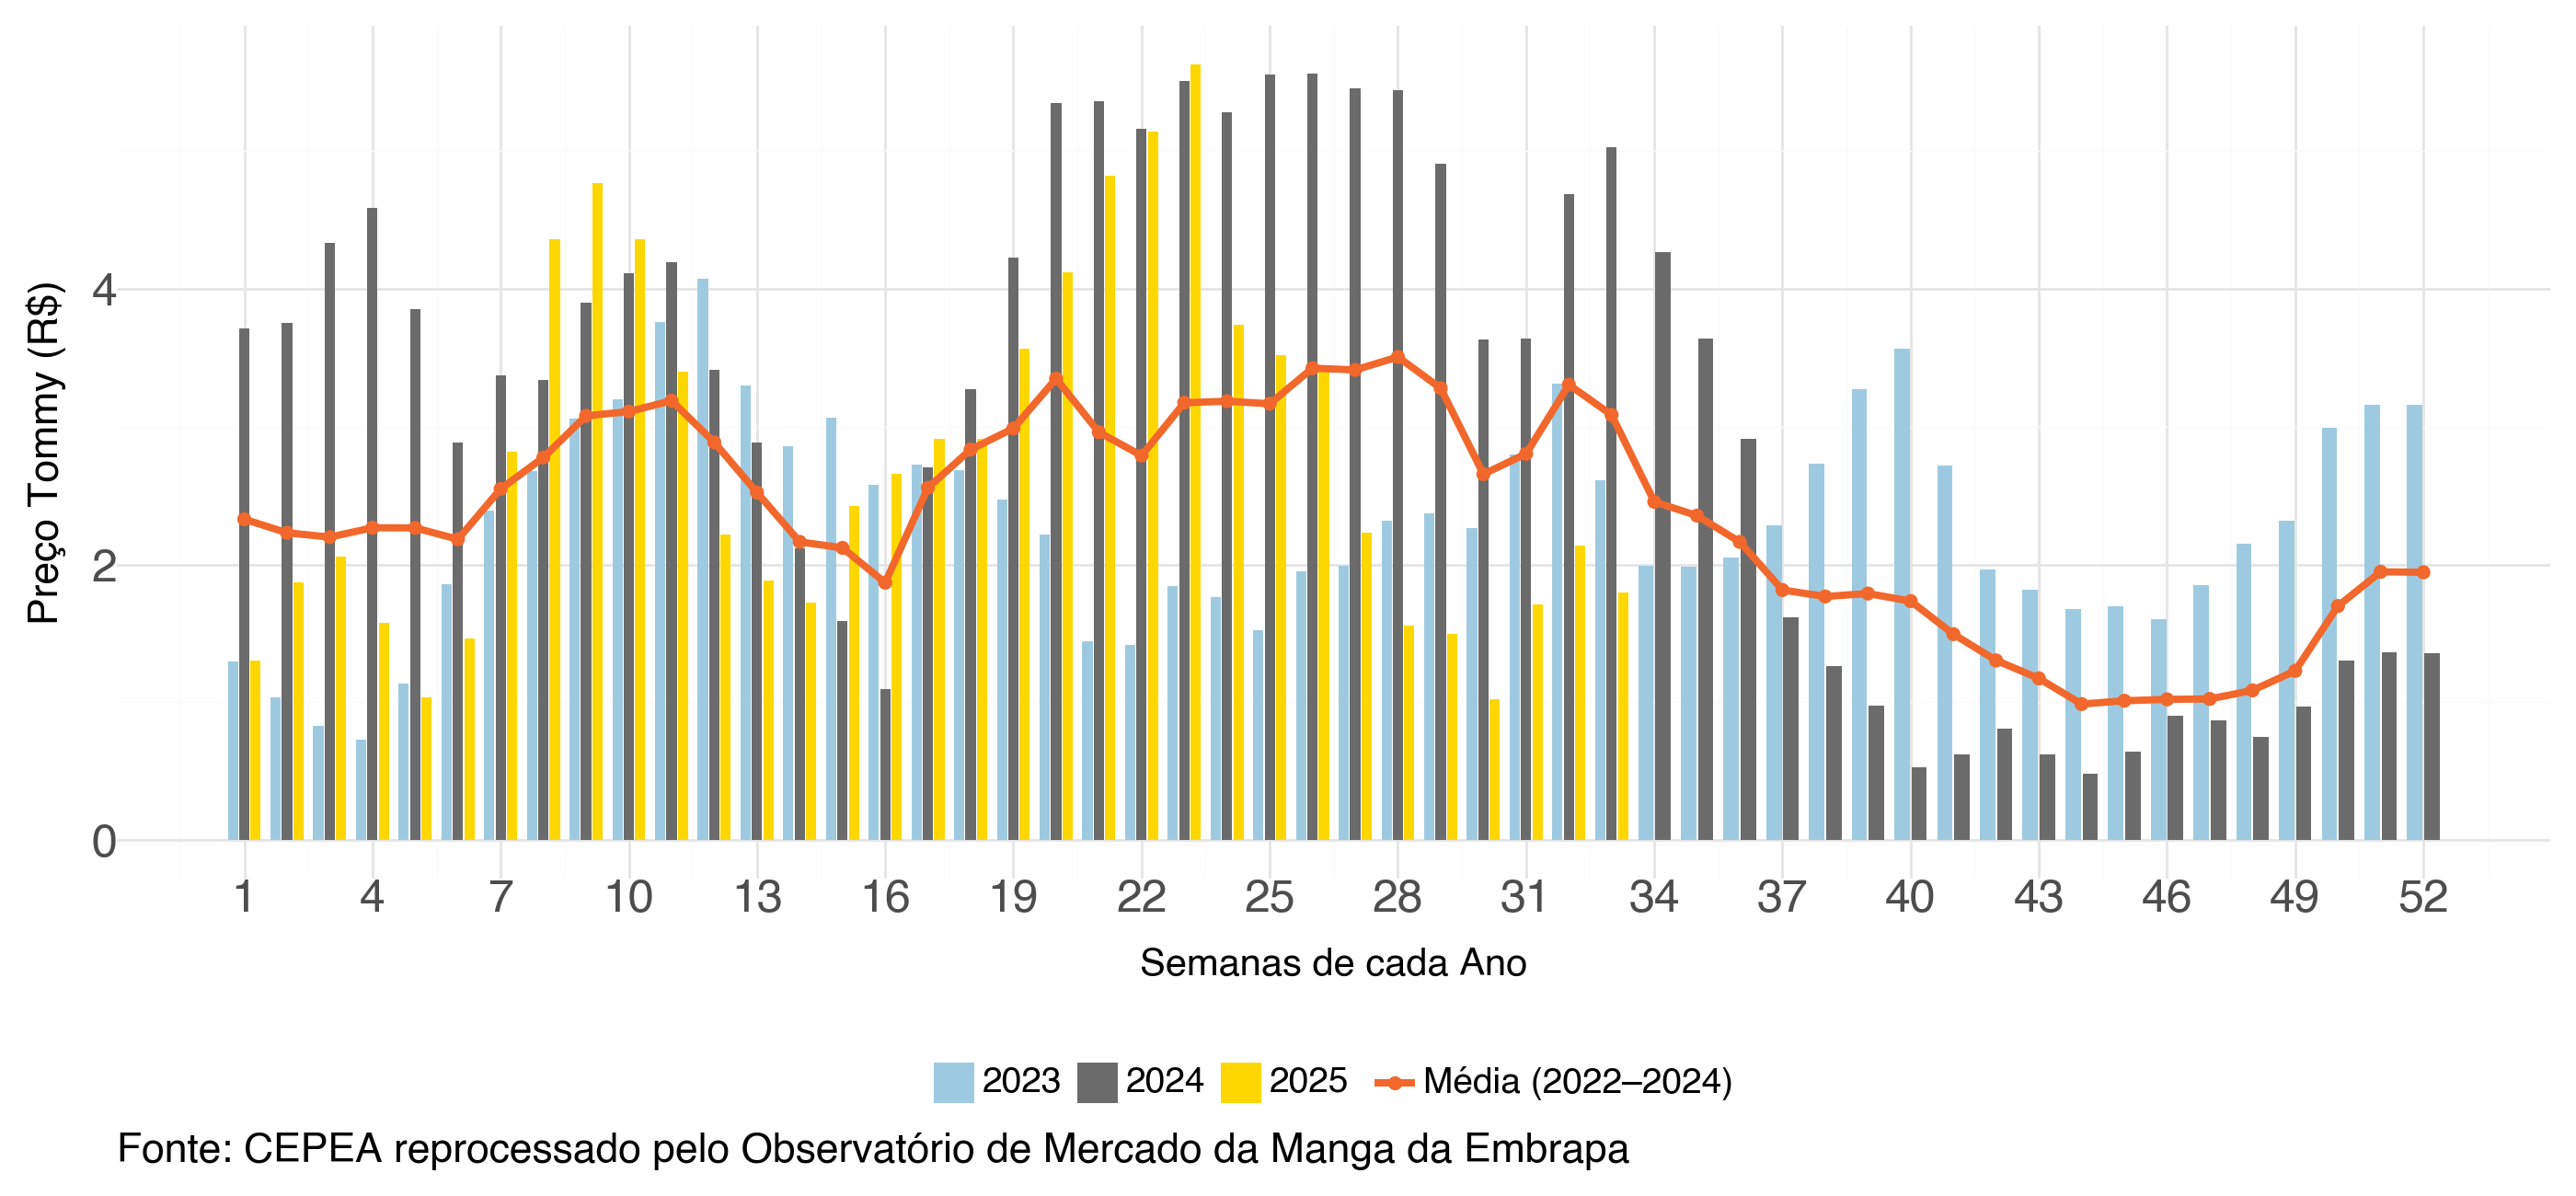 Preço Tommy (R$)
4
2
0
1 4 7 10 13 16 19 22 25 28 31 34 37 40 43 46 49 52
Semanas de cada Ano
2023 2024 2025 Média (2022–2024)
Fonte: CEPEA reprocessado pelo Observatório de Mercado da Manga da Embrapa